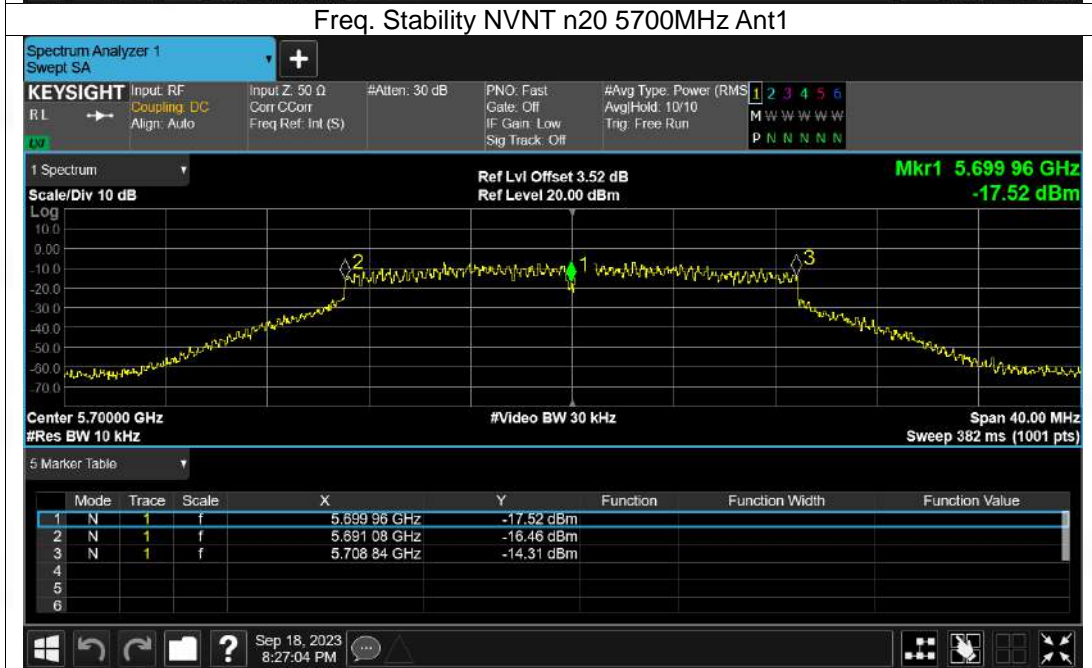 Freq. Stability NVNT n20 5700MHz Ant1
Spectrum Analyzer 1
Swept SA
+
KEYSIGHT Input: RF Input Z: 50 Ω #Atten: 30 dB PNO: Fast #Avg Type: Power (RMS 1 2 3 4 5 6
RL Coupling: DC Corr CCorr Gate: Off Avg|Hold: 10/10 M W W W W W
Align: Auto Freq Ref: Int (S) IF Gain: Low Trig: Free Run
LXI Sig Track: Off P N N N N N
1 Spectrum Ref Lvl Offset 3.52 dB Mkr1 5.699 96 GHz
Scale/Div 10 dB Ref Level 20.00 dBm -17.52 dBm
Log
10.0
0.00
-10.0
-20.0
-30.0
-40.0
-50.0
-60.0
-70.0
2 1 3
Center 5.70000 GHz #Video BW 30 kHz Span 40.00 MHz
#Res BW 10 kHz Sweep 382 ms (1001 pts)
5 Marker Table
Mode Trace Scale X Y Function Function Width Function Value
1 N 1 f 5.699 96 GHz -17.52 dBm
2 N 1 f 5.691 08 GHz -16.46 dBm
3 N 1 f 5.708 84 GHz -14.31 dBm
4
5
6
? Sep 18, 2023
8:27:04 PM